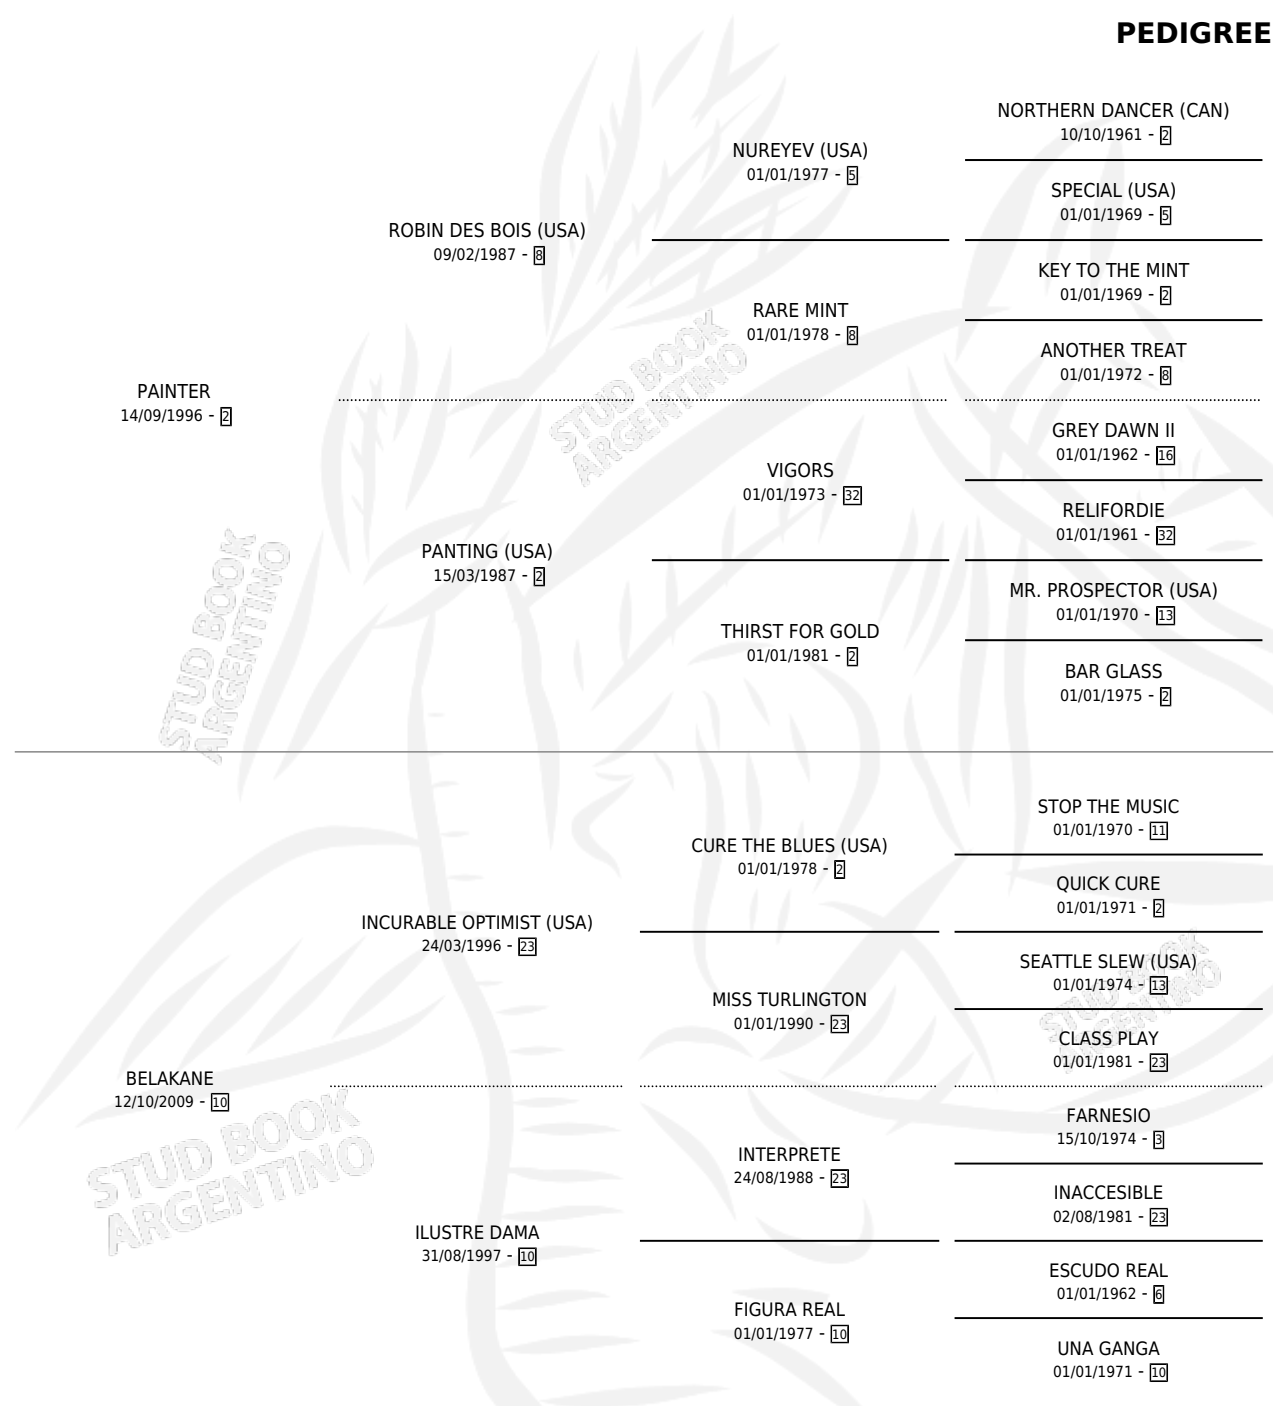 PEDIGREE
NORTHERN DANCER (CAN)
10/10/1961 - 2
NUREYEV (USA)
01/01/1977 - 5
SPECIAL (USA)
01/01/1969 - 5
ROBIN DES BOIS (USA)
09/02/1987 - 8
KEY TO THE MINT
01/01/1969 - 2
RARE MINT
01/01/1978 - 8
ANOTHER TREAT
01/01/1972 - 8
PAINTER
14/09/1996 - 2
GREY DAWN II
01/01/1962 - 16
VIGORS
01/01/1973 - 32
RELIFORDIE
01/01/1961 - 32
PANTING (USA)
15/03/1987 - 2
MR. PROSPECTOR (USA)
01/01/1970 - 13
THIRST FOR GOLD
01/01/1981 - 2
BAR GLASS
01/01/1975 - 2
STUD BOOK
ARGENTINO
STUD BOOK
ARGENTINO
STOP THE MUSIC
01/01/1970 - 11
CURE THE BLUES (USA)
01/01/1978 - 2
QUICK CURE
01/01/1971 - 2
INCURABLE OPTIMIST (USA)
24/03/1996 - 23
SEATTLE SLEW (USA)
01/01/1974 - 13
MISS TURLINGTON
01/01/1990 - 23
CLASS PLAY
01/01/1981 - 23
BELAKANE
12/10/2009 - 10
FARNESIO
15/10/1974 - 3
INTERPRETE
24/08/1988 - 23
INACCESIBLE
02/08/1981 - 23
ILUSTRE DAMA
31/08/1997 - 10
ESCUDO REAL
01/01/1962 - 6
FIGURA REAL
01/01/1977 - 10
UNA GANGA
01/01/1971 - 10
STUD BOOK
ARGENTINO
STUD BOOK
ARGENTINO